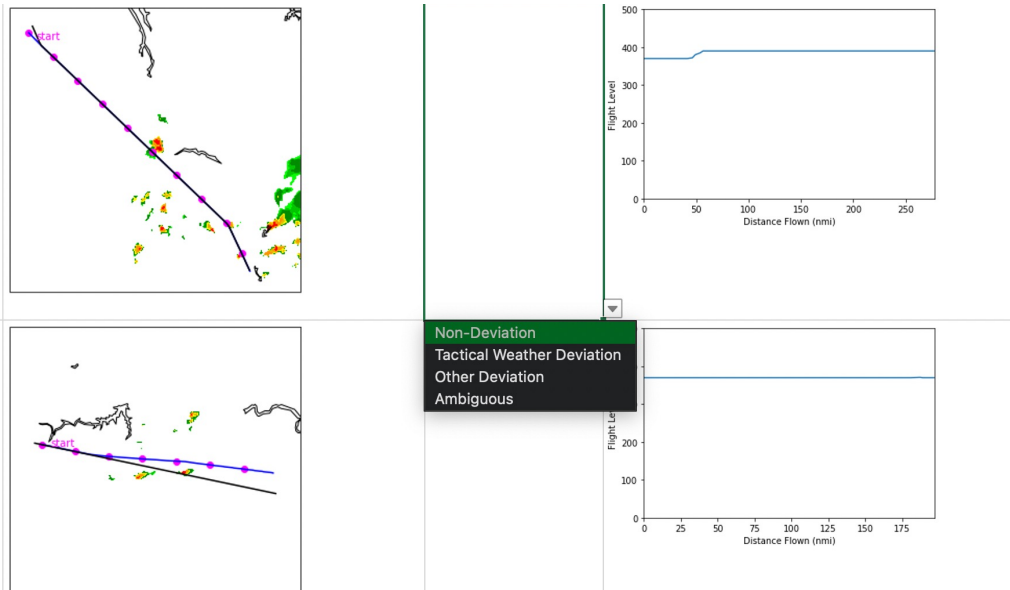 start
500
400
300
200
100
0
Flight Level
0 50 100 150 200 250
Distance Flown (nmi)
Non-Deviation
Tactical Weather Deviation
Other Deviation
Ambiguous
start
200
100
0
0 25 50 75 100 125 150 175
Distance Flown (nmi)